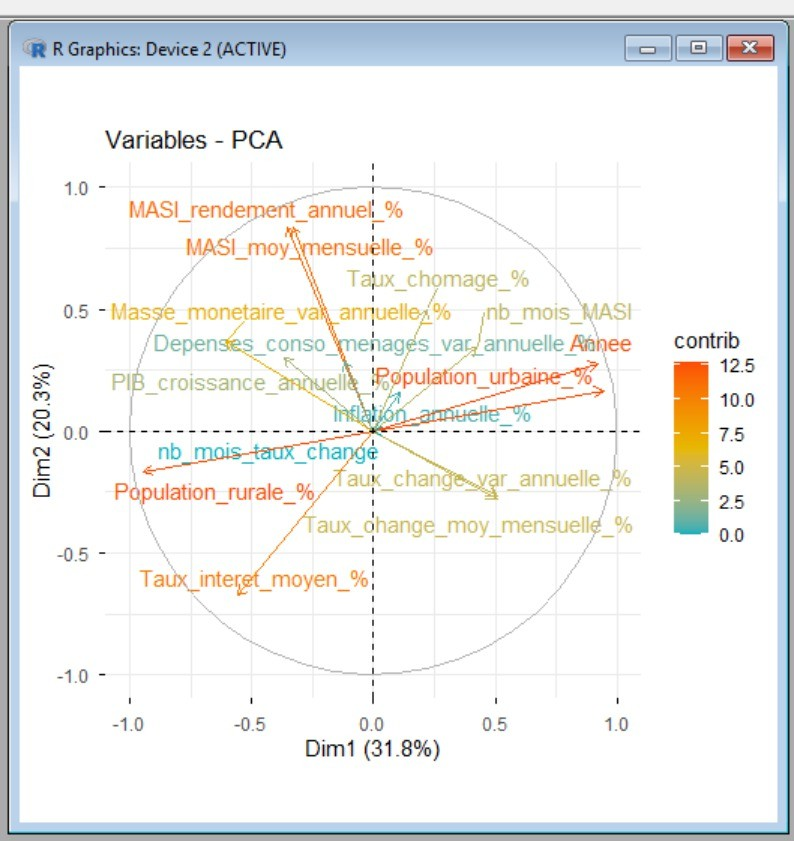 R Graphics: Device 2 (ACTIVE)
Variables - PCA
1.0
MASI_rendement_annuel_%
MASI_moy_mensuelle_%
Taux_chomage_%
0.5
Masse_monetaire_var_annuelle_%
nb_mois_MASI
Depenses_conso_menages_var_annuelle_%
Annee
PIB_croissance_annuelle_%
Population_urbaine_%
Inflation_annuelle_%
0.0
nb_mois_taux_change
Taux_change_var_annuelle_%
Population_rurale_%
Taux_change_moy_mensuelle_%
-0.5
Taux_interet_moyen_%
-1.0
-1.0 -0.5 0.0 0.5 1.0
Dim1 (31.8%)
Dim2 (20.3%)
contrib
12.5
10.0
7.5
5.0
2.5
0.0